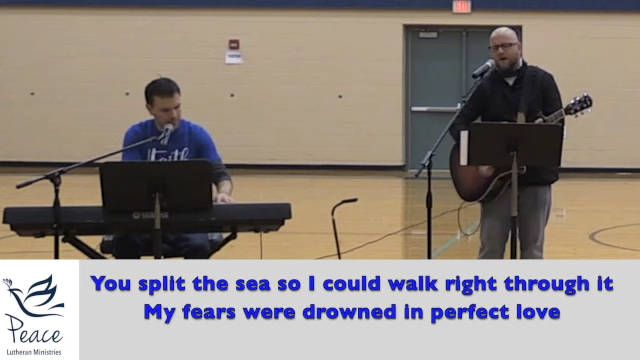 EXIT
Faith
YAMAHA
You split the sea so I could walk right through it
My fears were drowned in perfect love
Peace
Lutheran Ministries